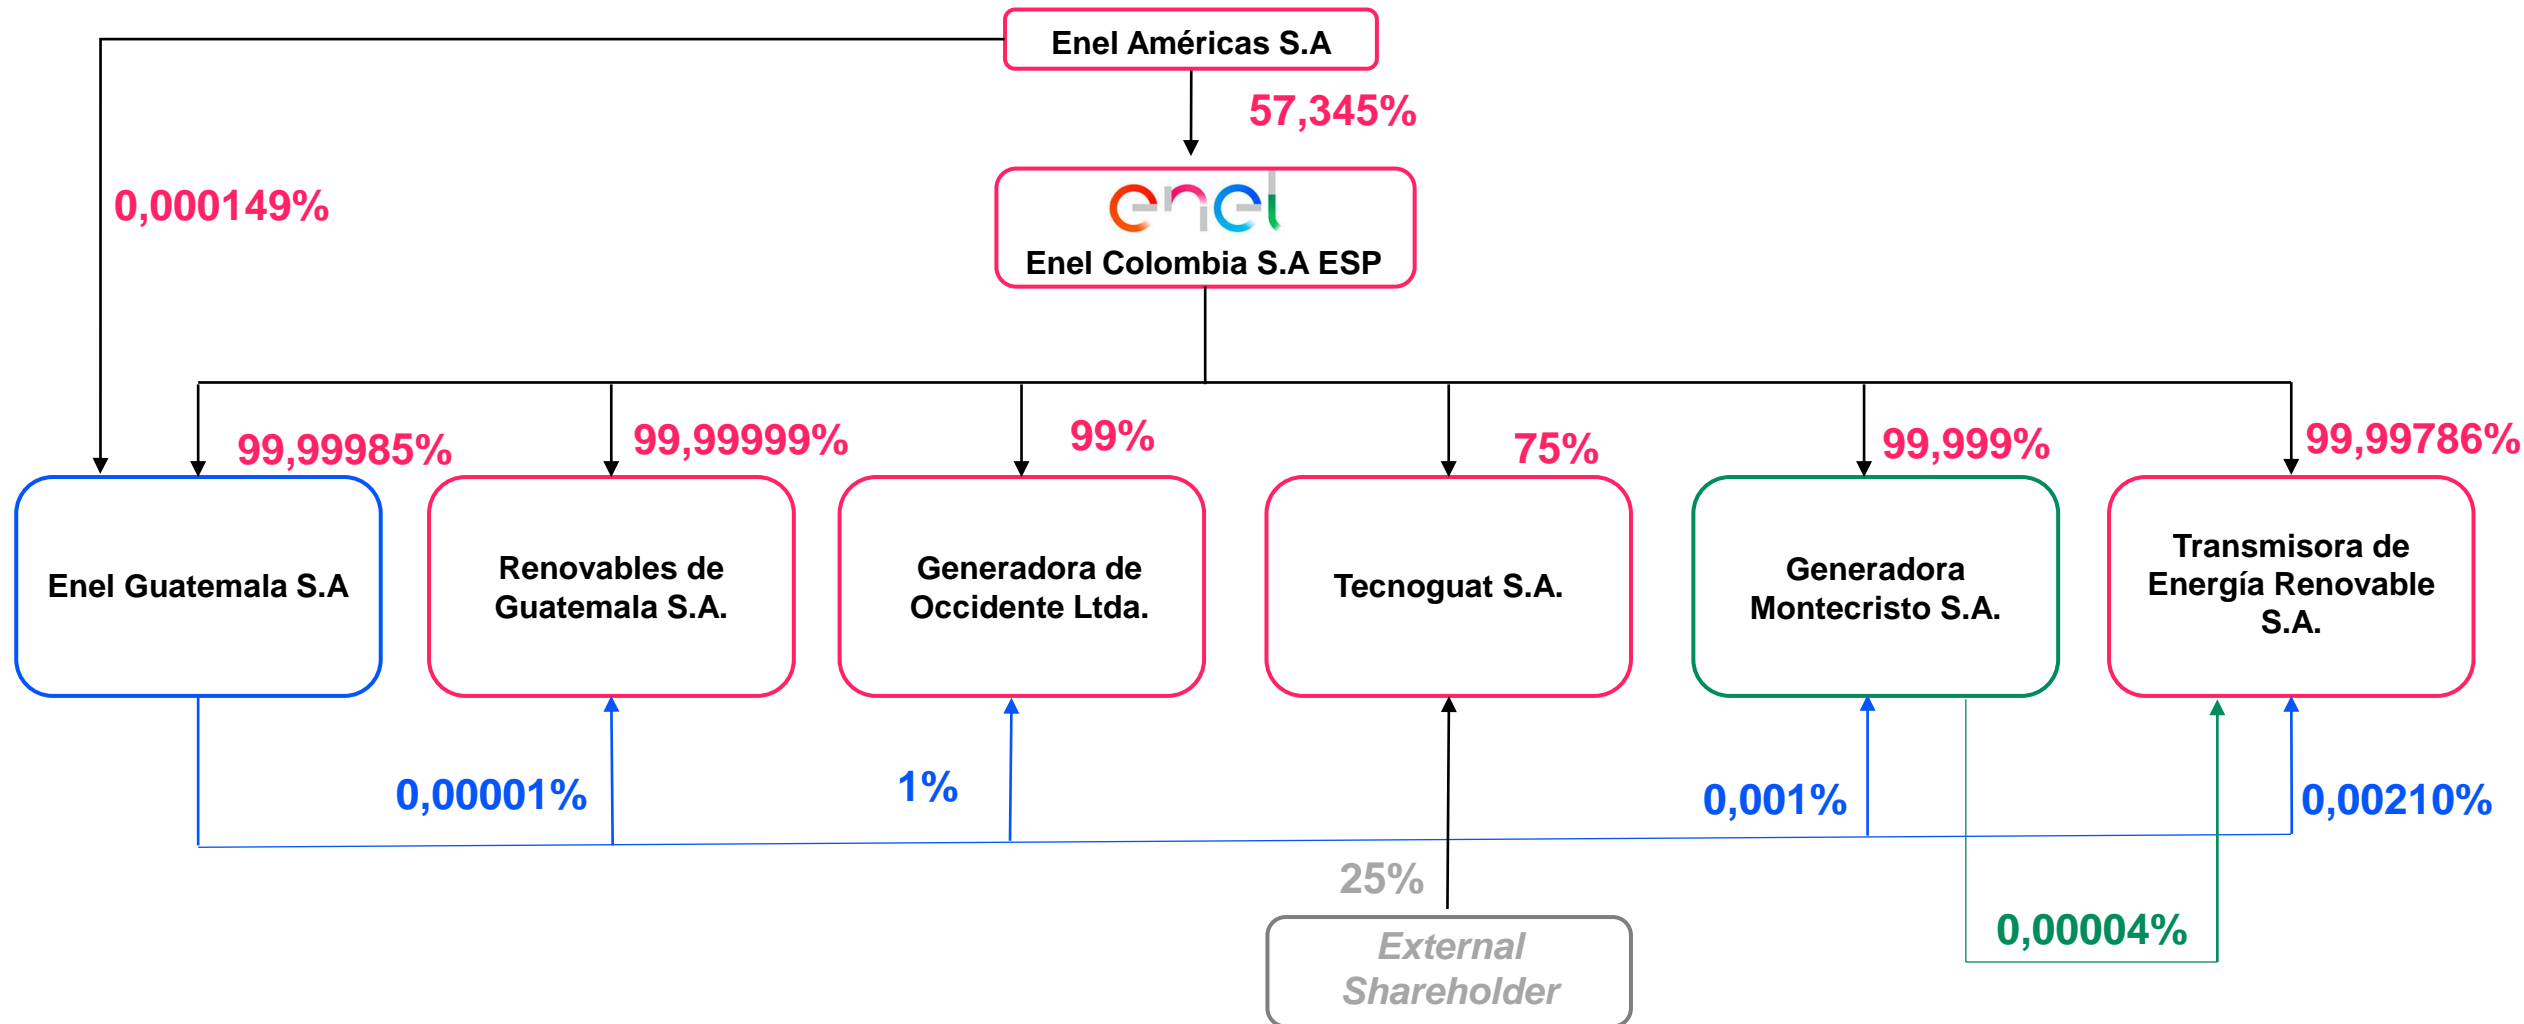 Enel Américas S.A
57,345%
0,000149%
enel
Enel Colombia S.A ESP
99,99985%
99,99999%
99%
75%
99,999%
99,99786%
Enel Guatemala S.A
Renovables de
Guatemala S.A.
Generadora de
Occidente Ltda.
Tecnoguat S.A.
Generadora
Montecristo S.A.
Transmisora de
Energía Renovable
S.A.
0,00001%
1%
0,001%
0,00210%
25%
0,00004%
External
Shareholder